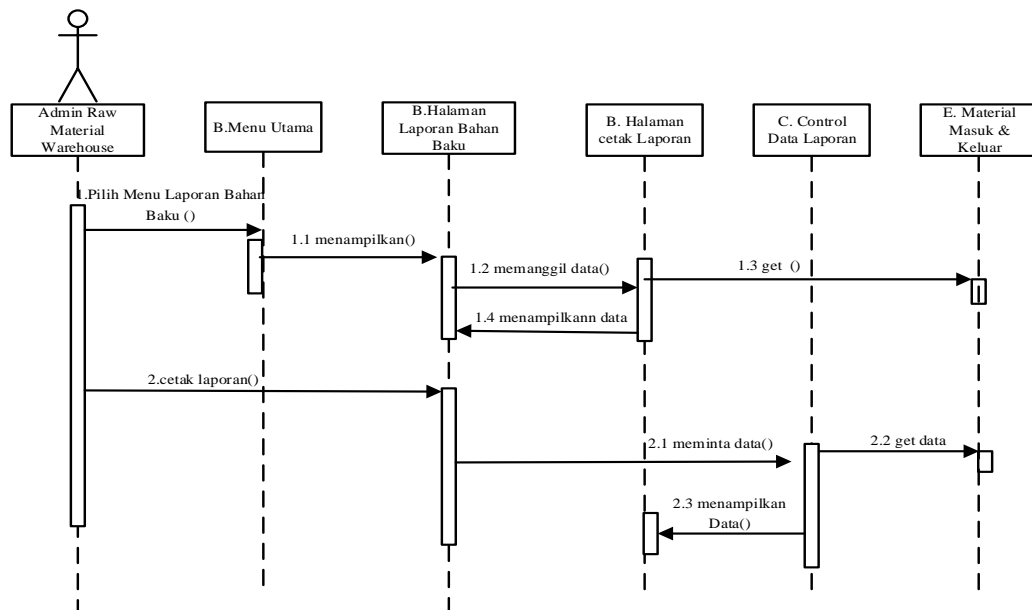 Admin Raw
Material
Warehouse
B.Menu Utama
B.Halaman
Laporan Bahan
Baku
B. Halaman
cetak Laporan
C. Control
Data Laporan
E. Material
Masuk &
Keluar
1.Pilih Menu Laporan Bahan
Baku ()
1.1 menampilkan()
1.2 memanggil data()
1.3 get ()
1.4 menampilkann data
2.cetak laporan()
2.1 meminta data()
2.2 get data
2.3 menampilkan
Data()